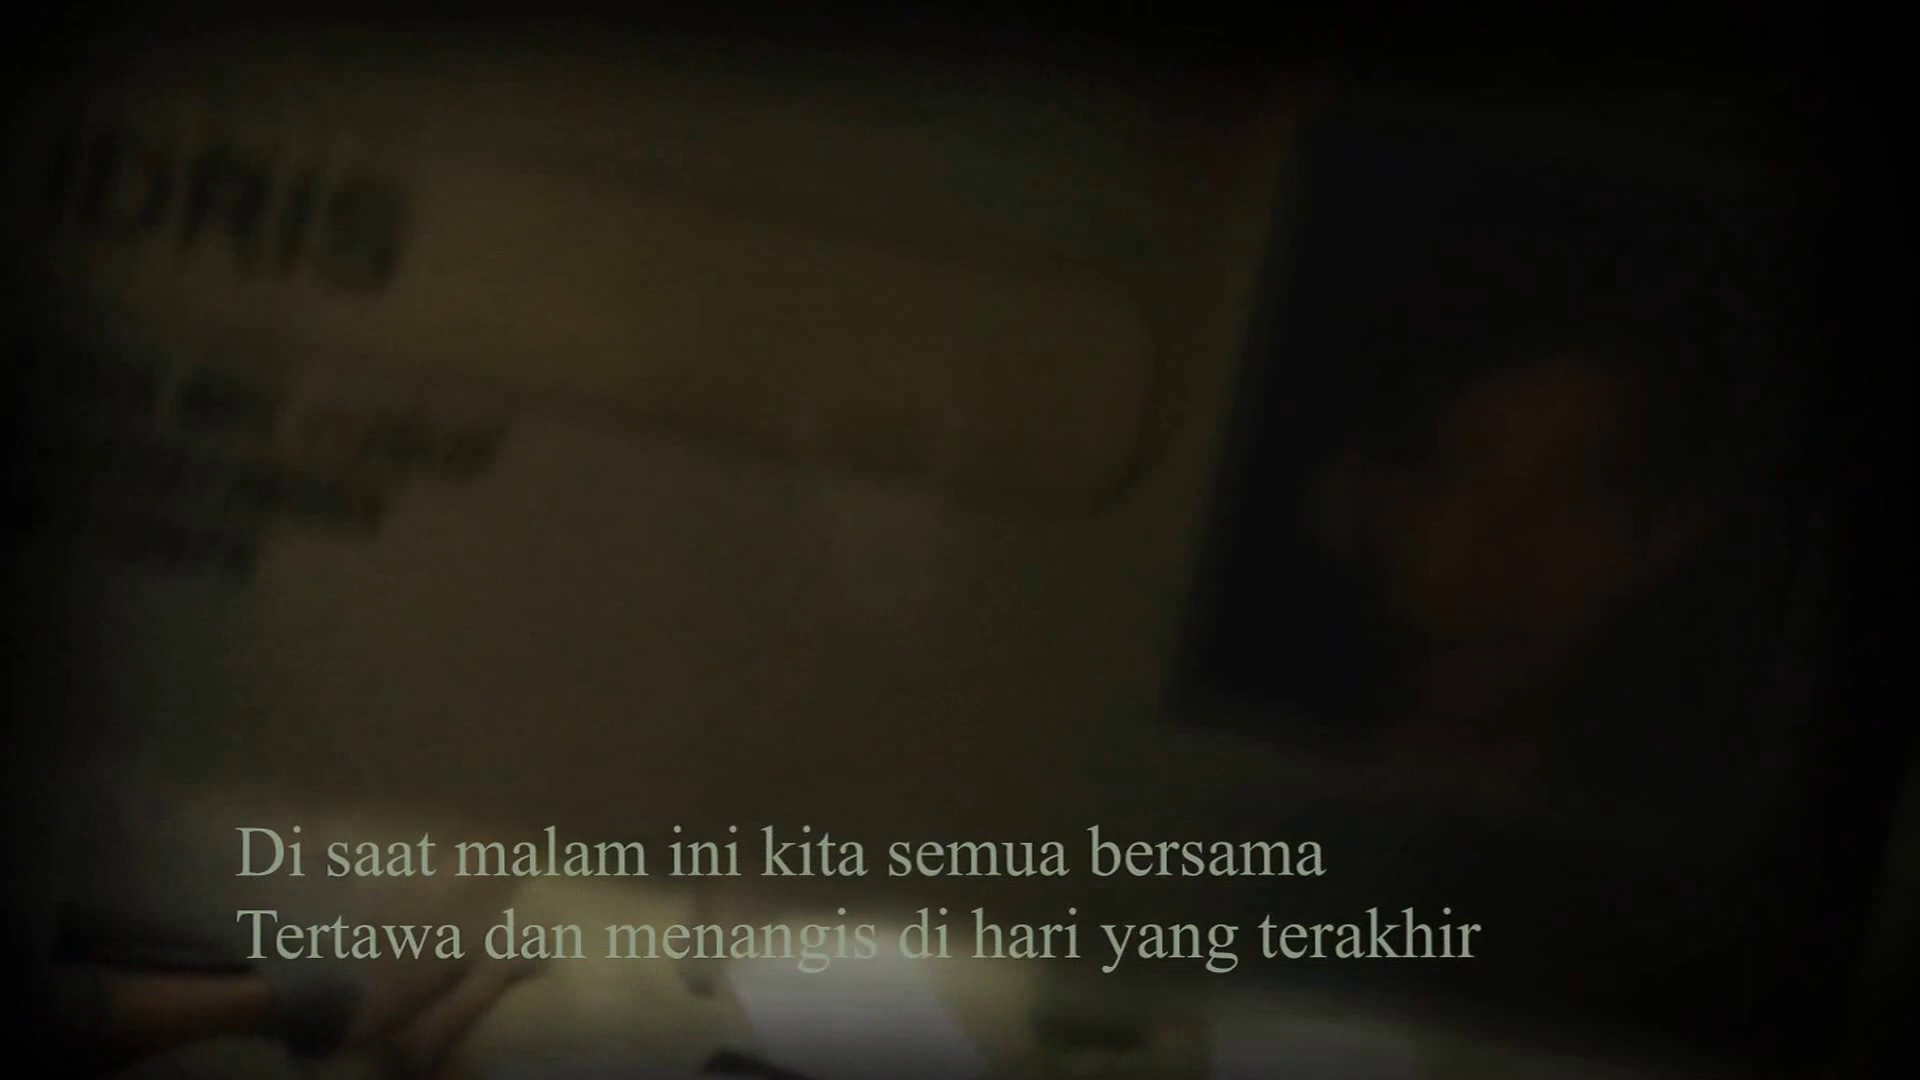 Di saat malam ini kita semua bersama
Tertawa dan menangis di hari yang terakhir